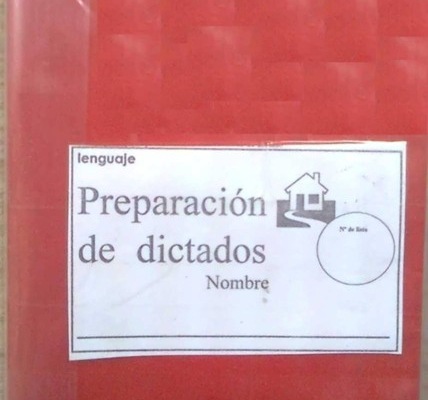 lenguaje
Preparación
de dictados
Nombre
Nº de lista